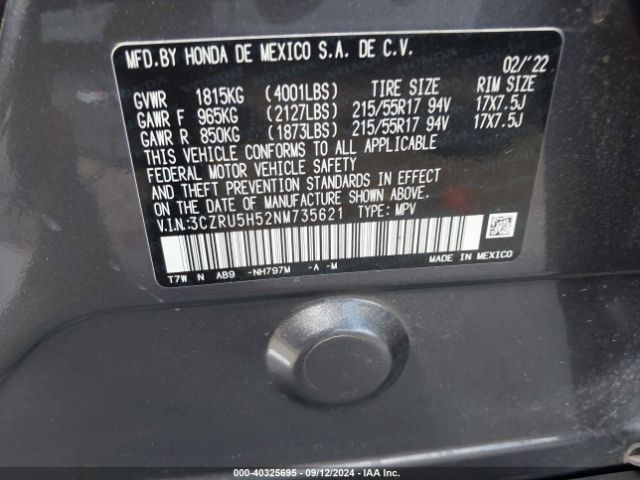 MFD.BY HONDA DE MEXICO S.A. DE C.V.
02/'22
GVWR 1815KG (4001LBS) TIRE SIZE RIM SIZE
GAWR F 965KG (2127LBS) 215/55R17 94V 17X7.5J
GAWR R 850KG (1873LBS) 215/55R17 94V 17X7.5J
THIS VEHICLE CONFORMS TO ALL APPLICABLE
FEDERAL MOTOR VEHICLE SAFETY
AND THEFT PREVENTION STANDARDS IN EFFECT
ON THE DATE OF MANUFACTURE SHOWN ABOVE.
V.I.N:3CZRU5H52NM735621 TYPE: MPV
T7W N AB9 -NH797M -A -M MADE IN MEXICO
000-40325695 - 09/12/2024 - IAAI.COM